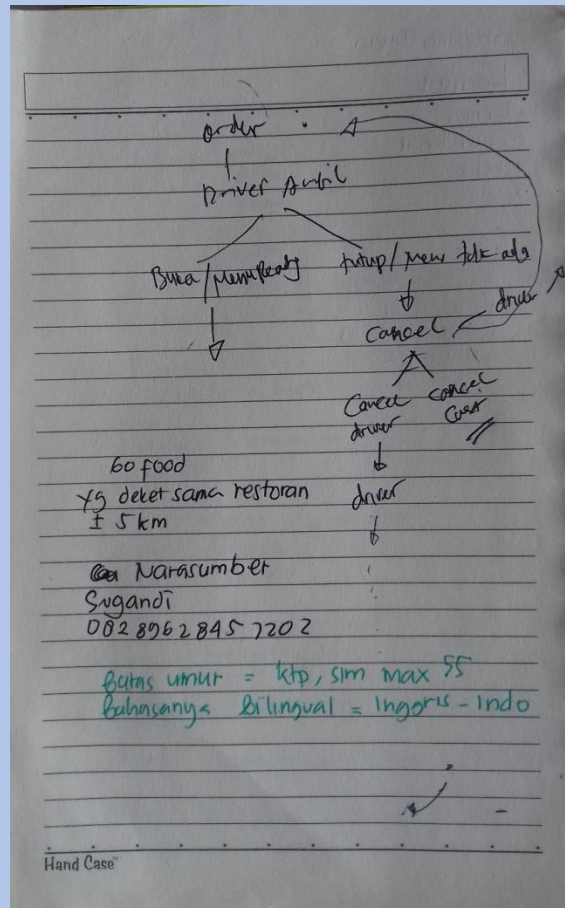 order
Driver Ambil
Buka/Menu Ready
tutup/Menu tdk ada
Cancel
driver
Cancel driver
Cancel Cust
driver
Go food
yg deket sama restoran
± 5 km
Narasumber
Sugandi
Batas umur = ktp, sim max 55
Bahasanya Bilingual = Inggris - Indo
Hand Case